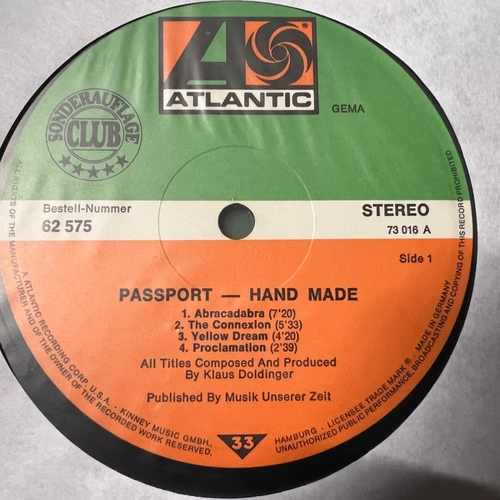 ATLANTIC
GEMA
SONDERAUFLAGE
CLUB
Bestell-Nummer
62 575
STEREO
73 016 A
Side 1
PASSPORT — HAND MADE
1. Abracadabra (7'20)
2. The Connexion (5'33)
3. Yellow Dream (4'20)
4. Proclamation (2'39)
All Titles Composed And Produced
By Klaus Doldinger
Published By Musik Unserer Zeit
33
ATLANTIC RECORDING CORP. U.S.A. - KINNEY MUSIC GMBH., HAMBURG - LICENSEE TRADE MARK ® MADE IN GERMANY
OF THE MANUFACTURER AND OF THE OWNER OF THE RECORDED WORK RESERVED, UNAUTHORIZED PUBLIC PERFORMANCE, BROADCASTING AND COPYING OF THIS RECORD PROHIBITED